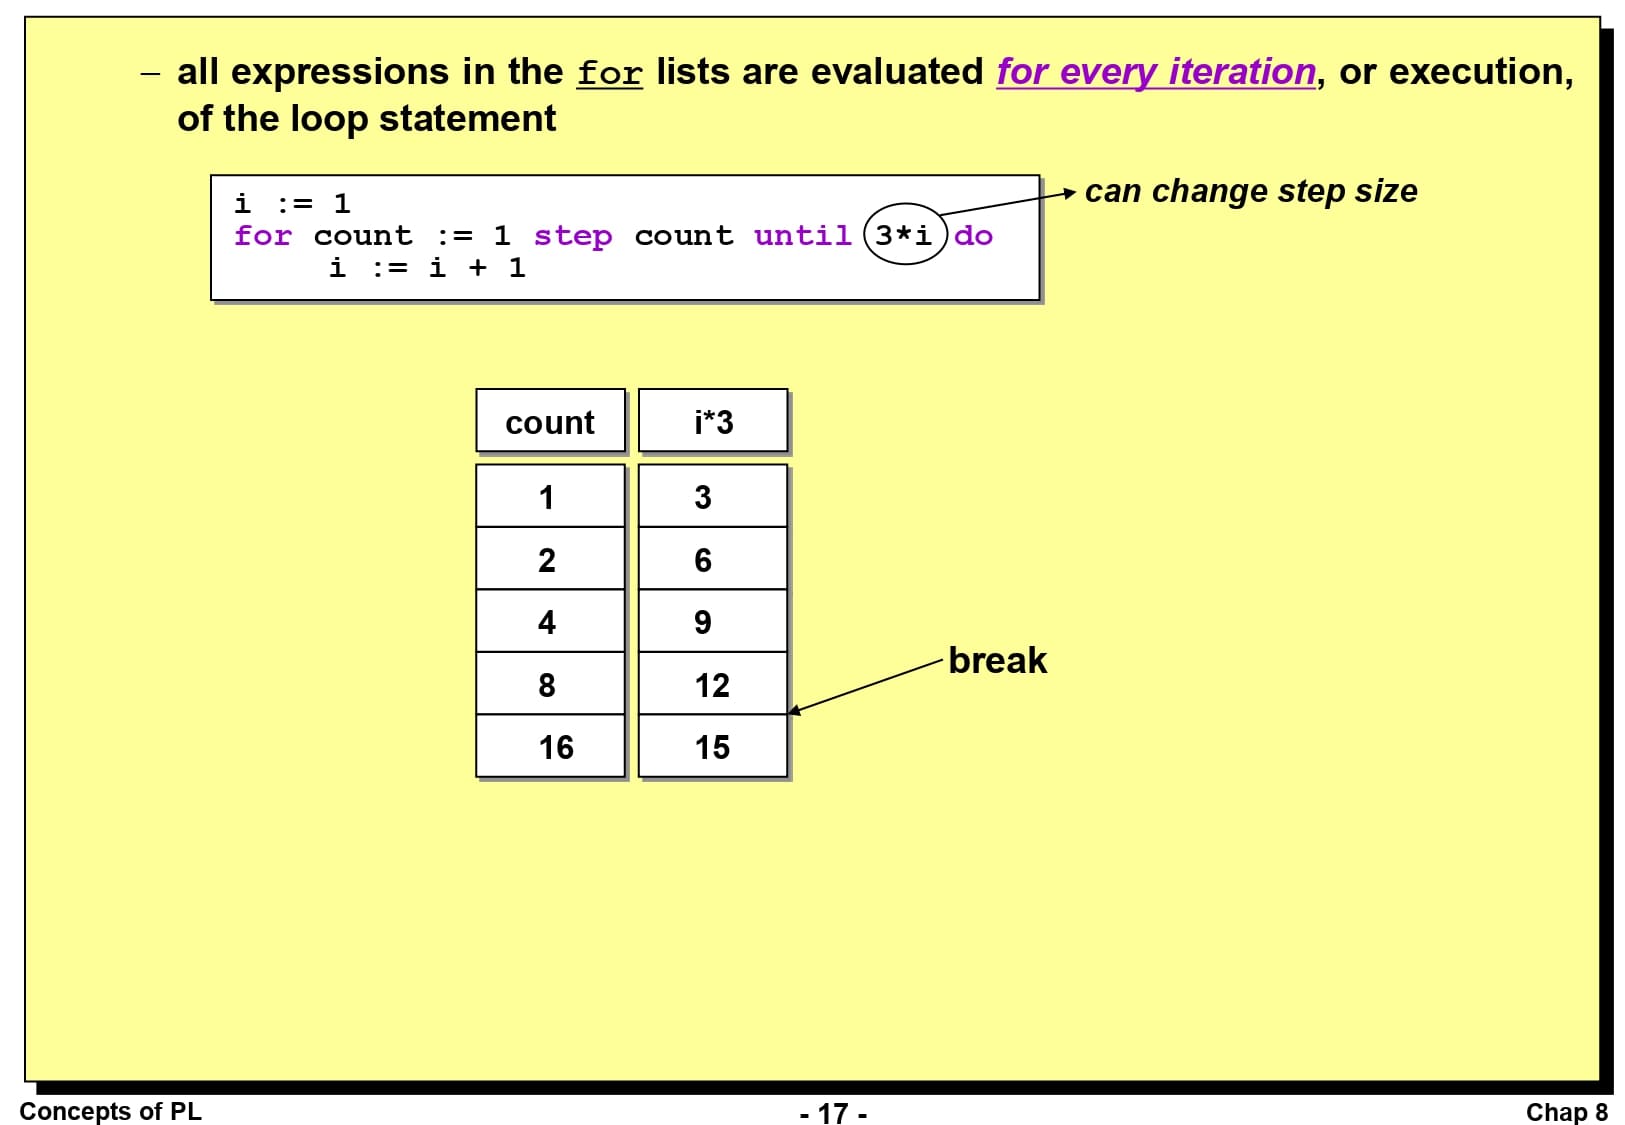 – all expressions in the for lists are evaluated for every iteration, or execution,
of the loop statement
can change step size
i := 1
for count := 1 step count until 3*i do
i := i + 1
count i*3
1 3
2 6
4 9
8 12
break
16 15
Concepts of PL - 17 - Chap 8